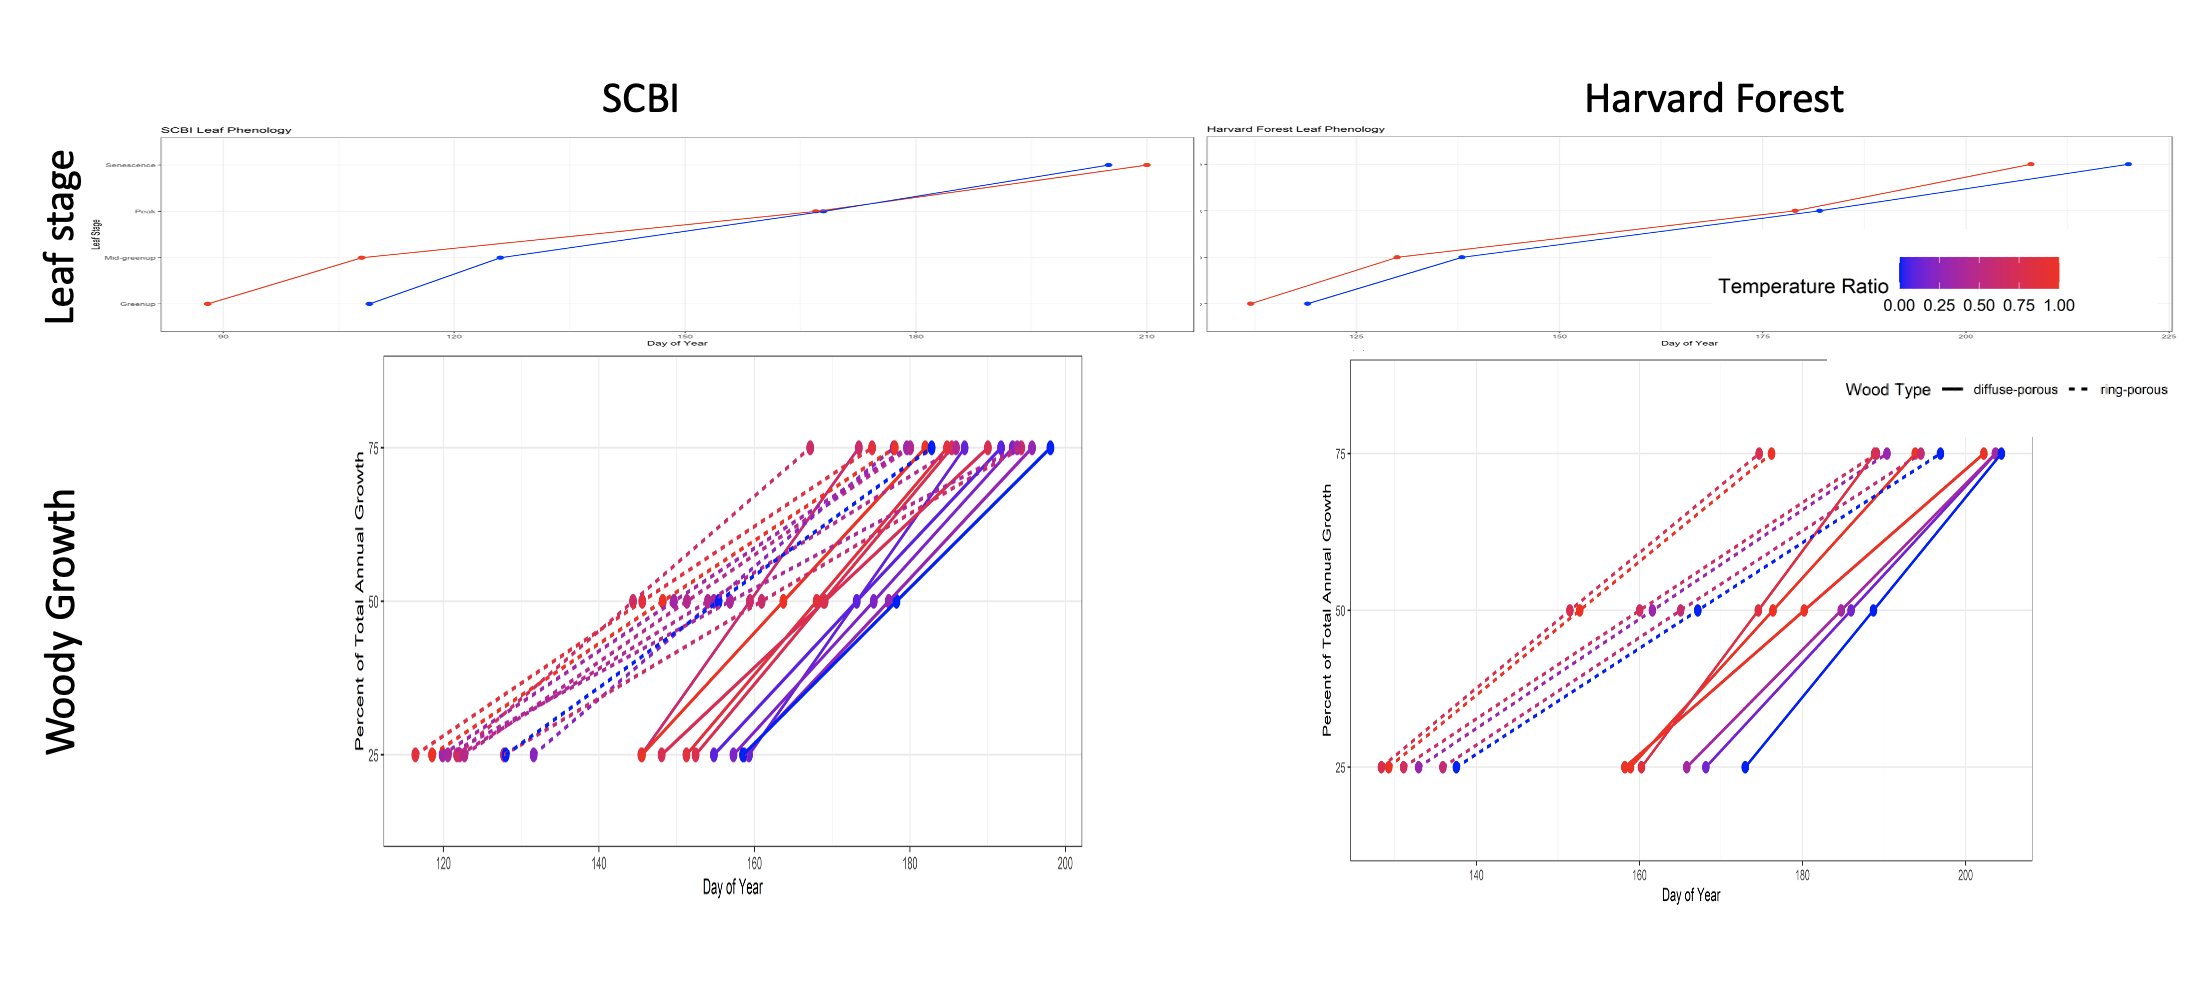 SCBI
Harvard Forest
Leaf stage
SCBI Leaf Phenology
Senescence
Peak
Mid-greenup
Greenup
Leaf Stage
90 120 150 180 210
Day of Year
Harvard Forest Leaf Phenology
Temperature Ratio
0.00 0.25 0.50 0.75 1.00
125 150 175 200 225
Day of Year
Woody Growth
Percent of Total Annual Growth
75
50
25
120 140 160 180 200
Day of Year
Wood Type diffuse-porous ring-porous
Percent of Total Annual Growth
75
50
25
140 160 180 200
Day of Year